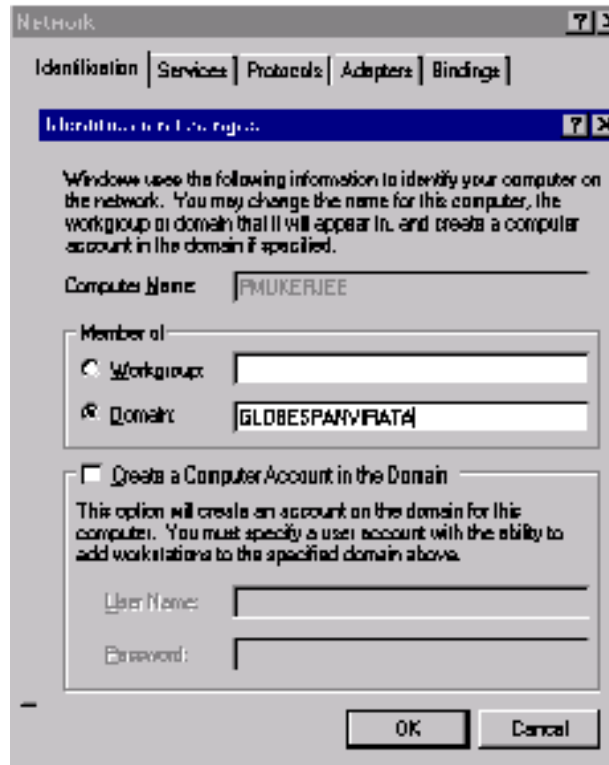 Network
Identification Services Protocols Adapters Bindings
Identification Changes
Windows uses the following information to identify your computer on
the network. You may change the name for this computer, the
workgroup or domain that it will appear in, and create a computer
account in the domain if specified.
Computer Name: PMUKERJEE
Member of
Workgroup:
Domain: GLOBESPANVIRATA
Create a Computer Account in the Domain
This option will create an account on the domain for this
computer. You must specify a user account with the ability to
add workstations to the specified domain above.
User Name:
Password:
OK Cancel